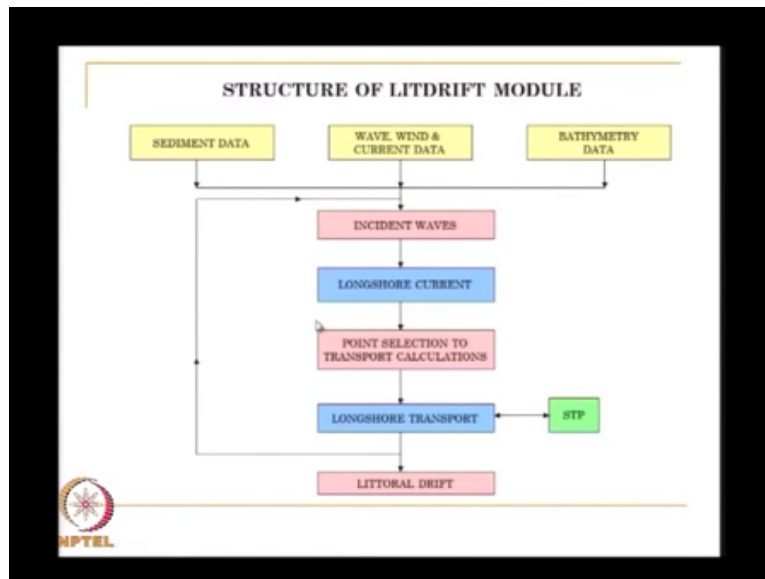 STRUCTURE OF LITDRIFT MODULE
SEDIMENT DATA
WAVE, WIND &
CURRENT DATA
BATHYMETRY
DATA
INCIDENT WAVES
LONGSHORE CURRENT
POINT SELECTION TO
TRANSPORT CALCULATIONS
LONGSHORE TRANSPORT
STP
LITTORAL DRIFT
NPTEL